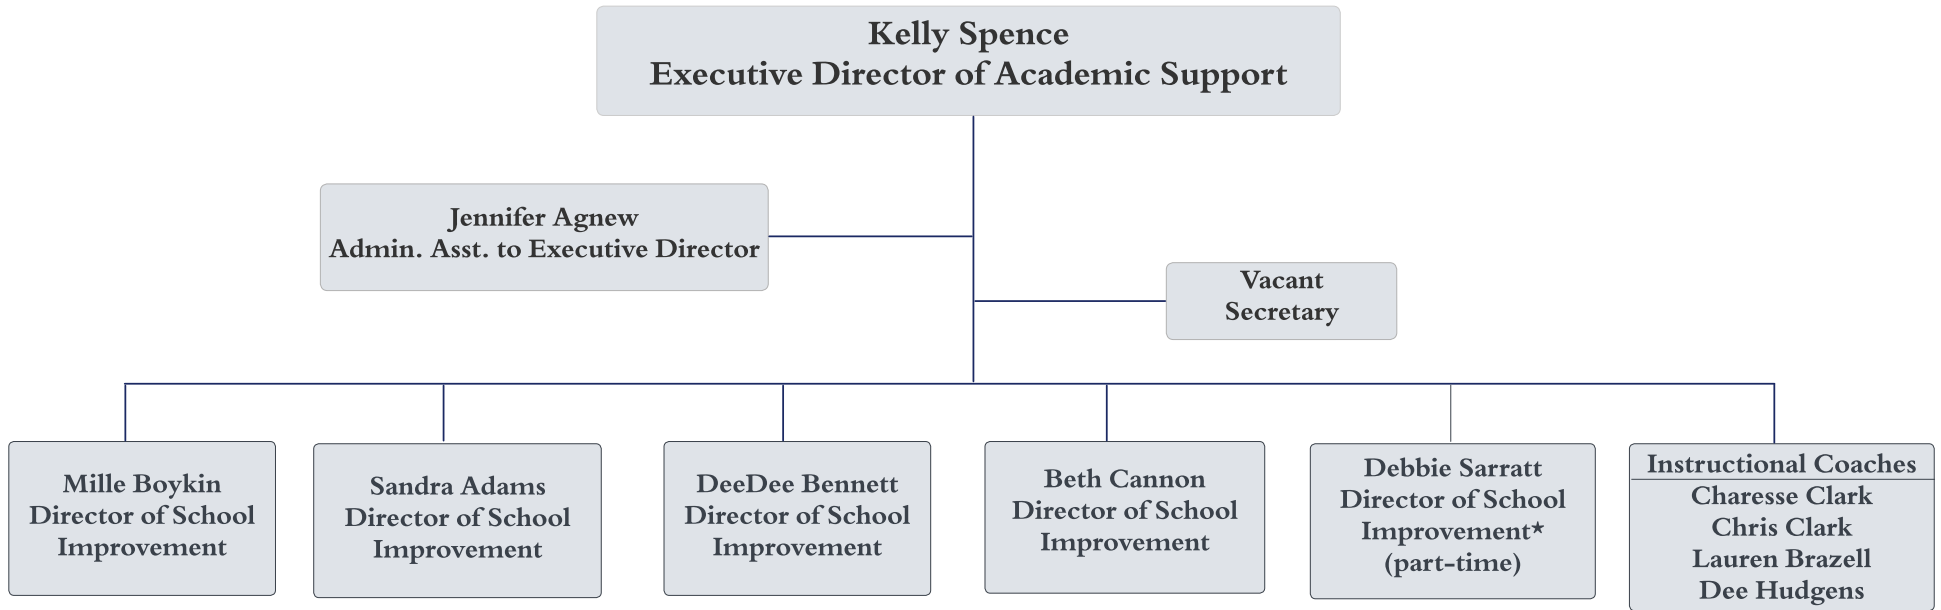 Kelly Spence
Executive Director of Academic Support
Jennifer Agnew
Admin. Asst. to Executive Director
Vacant
Secretary
Mille Boykin
Director of School
Improvement
Sandra Adams
Director of School
Improvement
DeeDee Bennett
Director of School
Improvement
Beth Cannon
Director of School
Improvement
Debbie Sarratt
Director of School
Improvement★
(part-time)
Instructional Coaches
Charesse Clark
Chris Clark
Lauren Brazell
Dee Hudgens